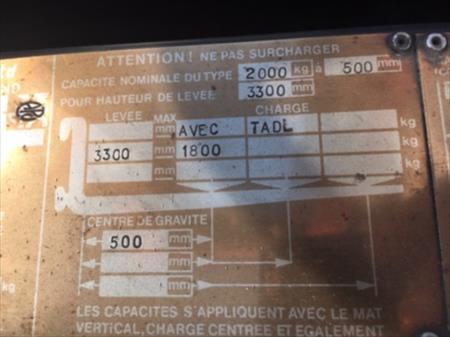 ATTENTION! NE PAS SURCHARGER
CAPACITE NOMINALE DU TYPE 2000 kg à 500 mm
POUR HAUTEUR DE LEVEE 3300 mm
LEVEE MAX CHARGE
mm AVEC TADL kg
3300 mm 1800 kg
mm kg
CENTRE DE GRAVITE
500 mm
mm
mm
LES CAPACITES S'APPLIQUENT AVEC LE MAT
VERTICAL, CHARGE CENTREE ET EGALEMENT